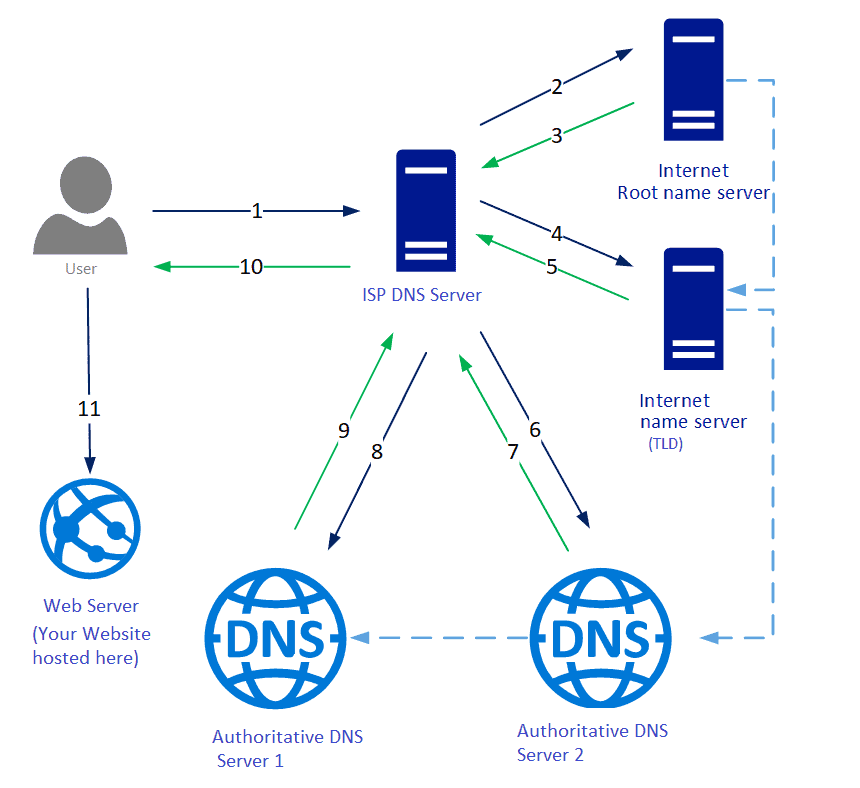 2
3
Internet
Root name server
1
4
User
10
5
ISP DNS Server
Internet
name server
(TLD)
11
9
8
6
7
Web Server
(Your Website
hosted here)
DNS
DNS
Authoritative DNS
Server 1
Authoritative DNS
Server 2